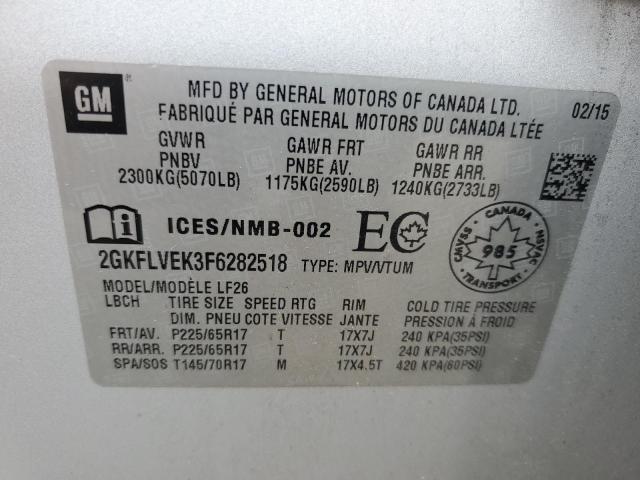 GM
MFD BY GENERAL MOTORS OF CANADA LTD. 02/15
FABRIQUÉ PAR GENERAL MOTORS DU CANADA LTÉE
GVWR GAWR FRT GAWR RR
PNBV PNBE AV. PNBE ARR.
2300KG(5070LB) 1175KG(2590LB) 1240KG(2733LB)
ICES/NMB-002 EC
CANADA
CMVSS 985 NSVAC
TRANSPORT
2GKFLVEK3F6282518 TYPE: MPV/VTUM
MODEL/MODÈLE LF26
LBCH TIRE SIZE SPEED RTG RIM COLD TIRE PRESSURE
DIM. PNEU COTE VITESSE JANTE PRESSION À FROID
FRT/AV. P225/65R17 T 17X7J 240 KPA(35PSI)
RR/ARR. P225/65R17 T 17X7J 240 KPA(35PSI)
SPA/SOS T145/70R17 M 17X4.5T 420 KPA(60PSI)